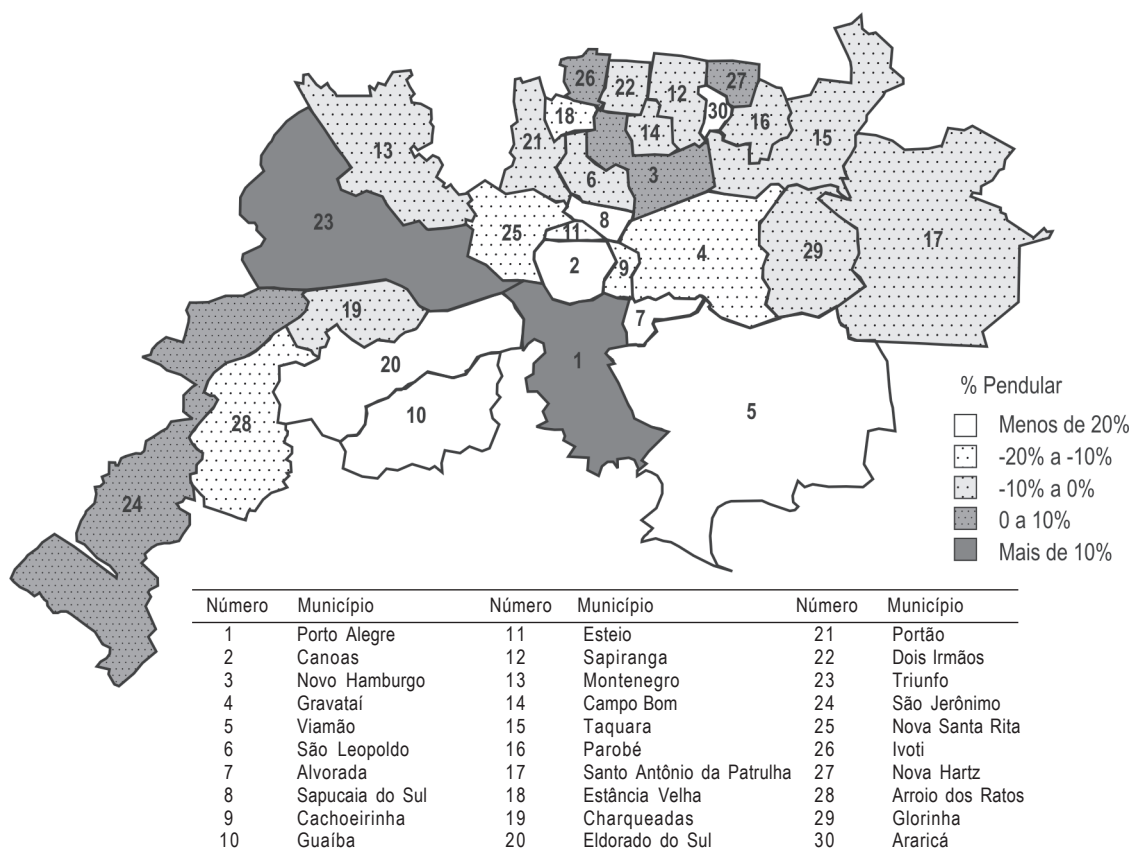 26
22
12
27
30
18
14
16
15
21
13
6
3
23
8
25
11
17
4
29
2
9
19
7
1
20
5
10
28
24
% Pendular
Menos de 20%
-20% a -10%
-10% a 0%
0 a 10%
Mais de 10%
Número Município Número Município Número Município
1 Porto Alegre 11 Esteio 21 Portão
2 Canoas 12 Sapiranga 22 Dois Irmãos
3 Novo Hamburgo 13 Montenegro 23 Triunfo
4 Gravataí 14 Campo Bom 24 São Jerônimo
5 Viamão 15 Taquara 25 Nova Santa Rita
6 São Leopoldo 16 Parobé 26 Ivoti
7 Alvorada 17 Santo Antônio da Patrulha 27 Nova Hartz
8 Sapucaia do Sul 18 Estância Velha 28 Arroio dos Ratos
9 Cachoeirinha 19 Charqueadas 29 Glorinha
10 Guaíba 20 Eldorado do Sul 30 Araricá